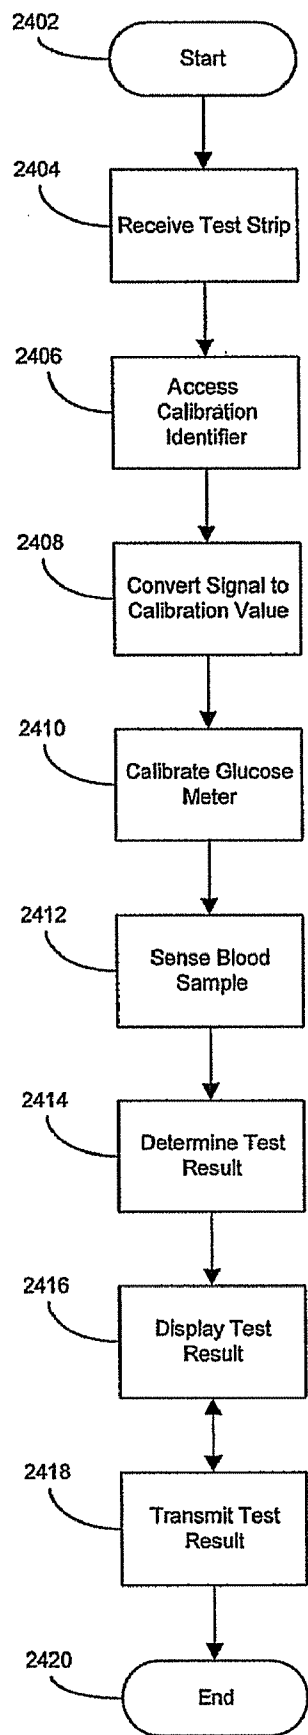 2402
Start
2404
Receive Test Strip
2406
Access
Calibration
Identifier
2408
Convert Signal to
Calibration Value
2410
Calibrate Glucose
Meter
2412
Sense Blood
Sample
2414
Determine Test
Result
2416
Display Test
Result
2418
Transmit Test
Result
2420
End